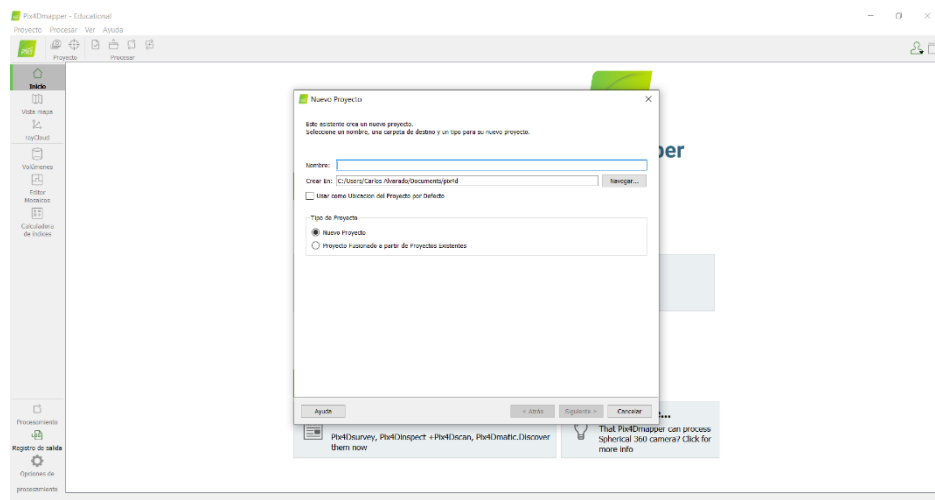 Pix4Dmapper - Educational
Proyecto Procesar Ver Ayuda
Proyecto Procesar
Inicio
Vista mapa
rayCloud
Volúmenes
Editor
Mosaicos
Calculadora
de índices
Procesamiento
Registro de salida
Opciones de
procesamiento
per
Nuevo Proyecto
Este asistente crea un nuevo proyecto.
Seleccione un nombre, una carpeta de destino y un tipo para su nuevo proyecto.
Nombre:
Crear En: C:/Users/Carlos Alvarado/Documents/pix4d Navegar...
Usar como Ubicacion del Proyecto por Defecto
Tipo de Proyecto
Nuevo Proyecto
Proyecto Fusionado a partir de Proyectos Existentes
Ayuda < Atrás Siguiente > Cancelar
...
Pix4Dsurvey, Pix4Dinspect +Pix4Dscan, Pix4Dmatic.Discover
them now
That Pix4Dmapper can process
Spherical 360 camera? Click for
more info